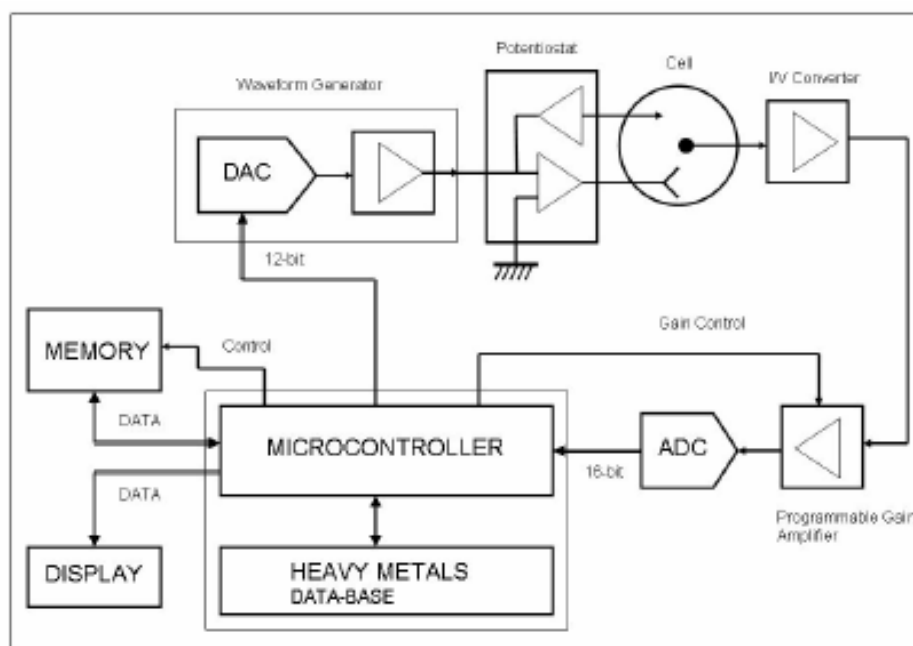 Potentiostat
Cell
I/V Converter
Waveform Generator
DAC
12-bit
Gain Control
MEMORY
Control
DATA
MICROCONTROLLER
ADC
16-bit
DATA
Programmable Gain
Amplifier
DISPLAY
HEAVY METALS
DATA-BASE